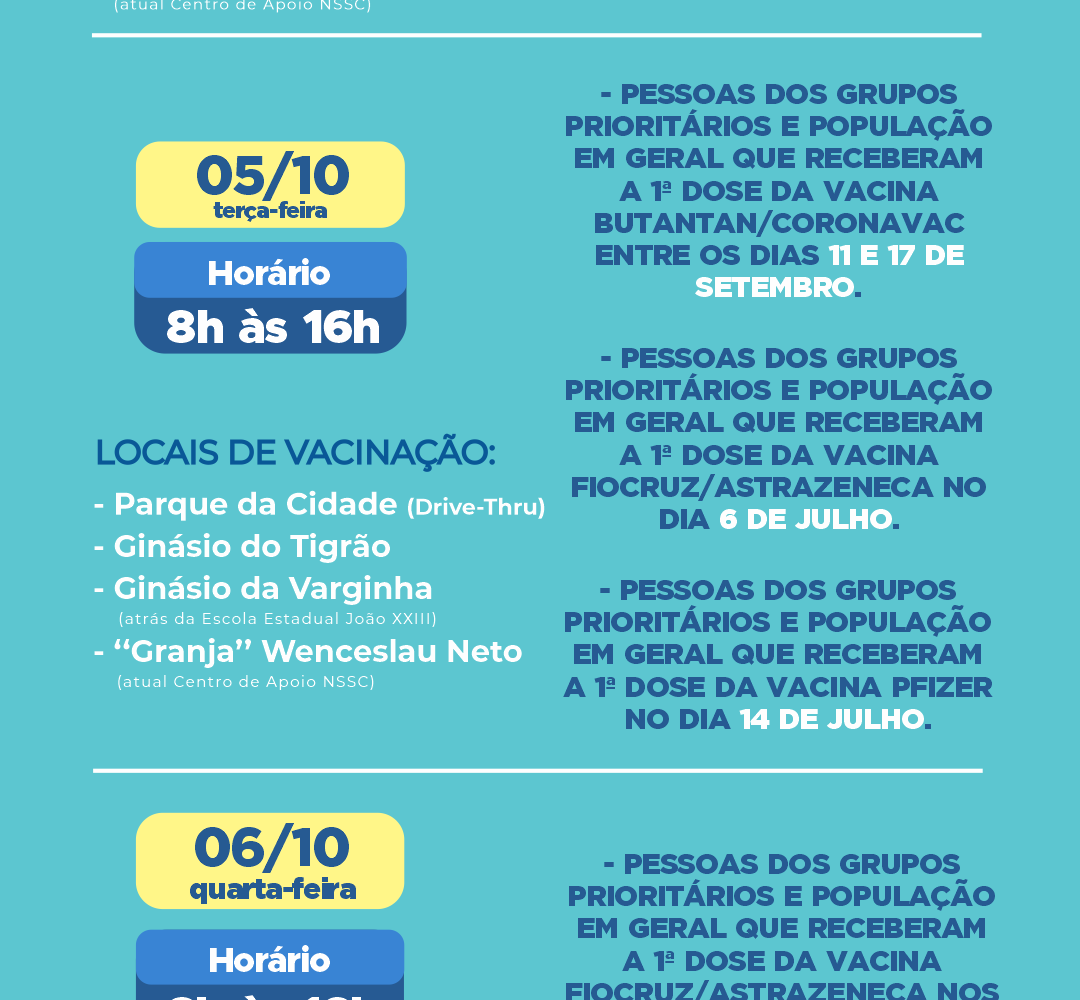 (atual Centro de Apoio NSSC)
05/10
terça-feira
Horário
8h às 16h
LOCAIS DE VACINAÇÃO:
- Parque da Cidade (Drive-Thru)
- Ginásio do Tigrão
- Ginásio da Varginha
(atrás da Escola Estadual João XXIII)
- “Granja” Wenceslau Neto
(atual Centro de Apoio NSSC)
- PESSOAS DOS GRUPOS
PRIORITÁRIOS E POPULAÇÃO
EM GERAL QUE RECEBERAM
A 1ª DOSE DA VACINA
BUTANTAN/CORONAVAC
ENTRE OS DIAS 11 E 17 DE
SETEMBRO.
- PESSOAS DOS GRUPOS
PRIORITÁRIOS E POPULAÇÃO
EM GERAL QUE RECEBERAM
A 1ª DOSE DA VACINA
FIOCRUZ/ASTRAZENECA NO
DIA 6 DE JULHO.
- PESSOAS DOS GRUPOS
PRIORITÁRIOS E POPULAÇÃO
EM GERAL QUE RECEBERAM
A 1ª DOSE DA VACINA PFIZER
NO DIA 14 DE JULHO.
06/10
quarta-feira
Horário
- PESSOAS DOS GRUPOS
PRIORITÁRIOS E POPULAÇÃO
EM GERAL QUE RECEBERAM
A 1ª DOSE DA VACINA
FIOCRUZ/ASTRAZENECA NOS